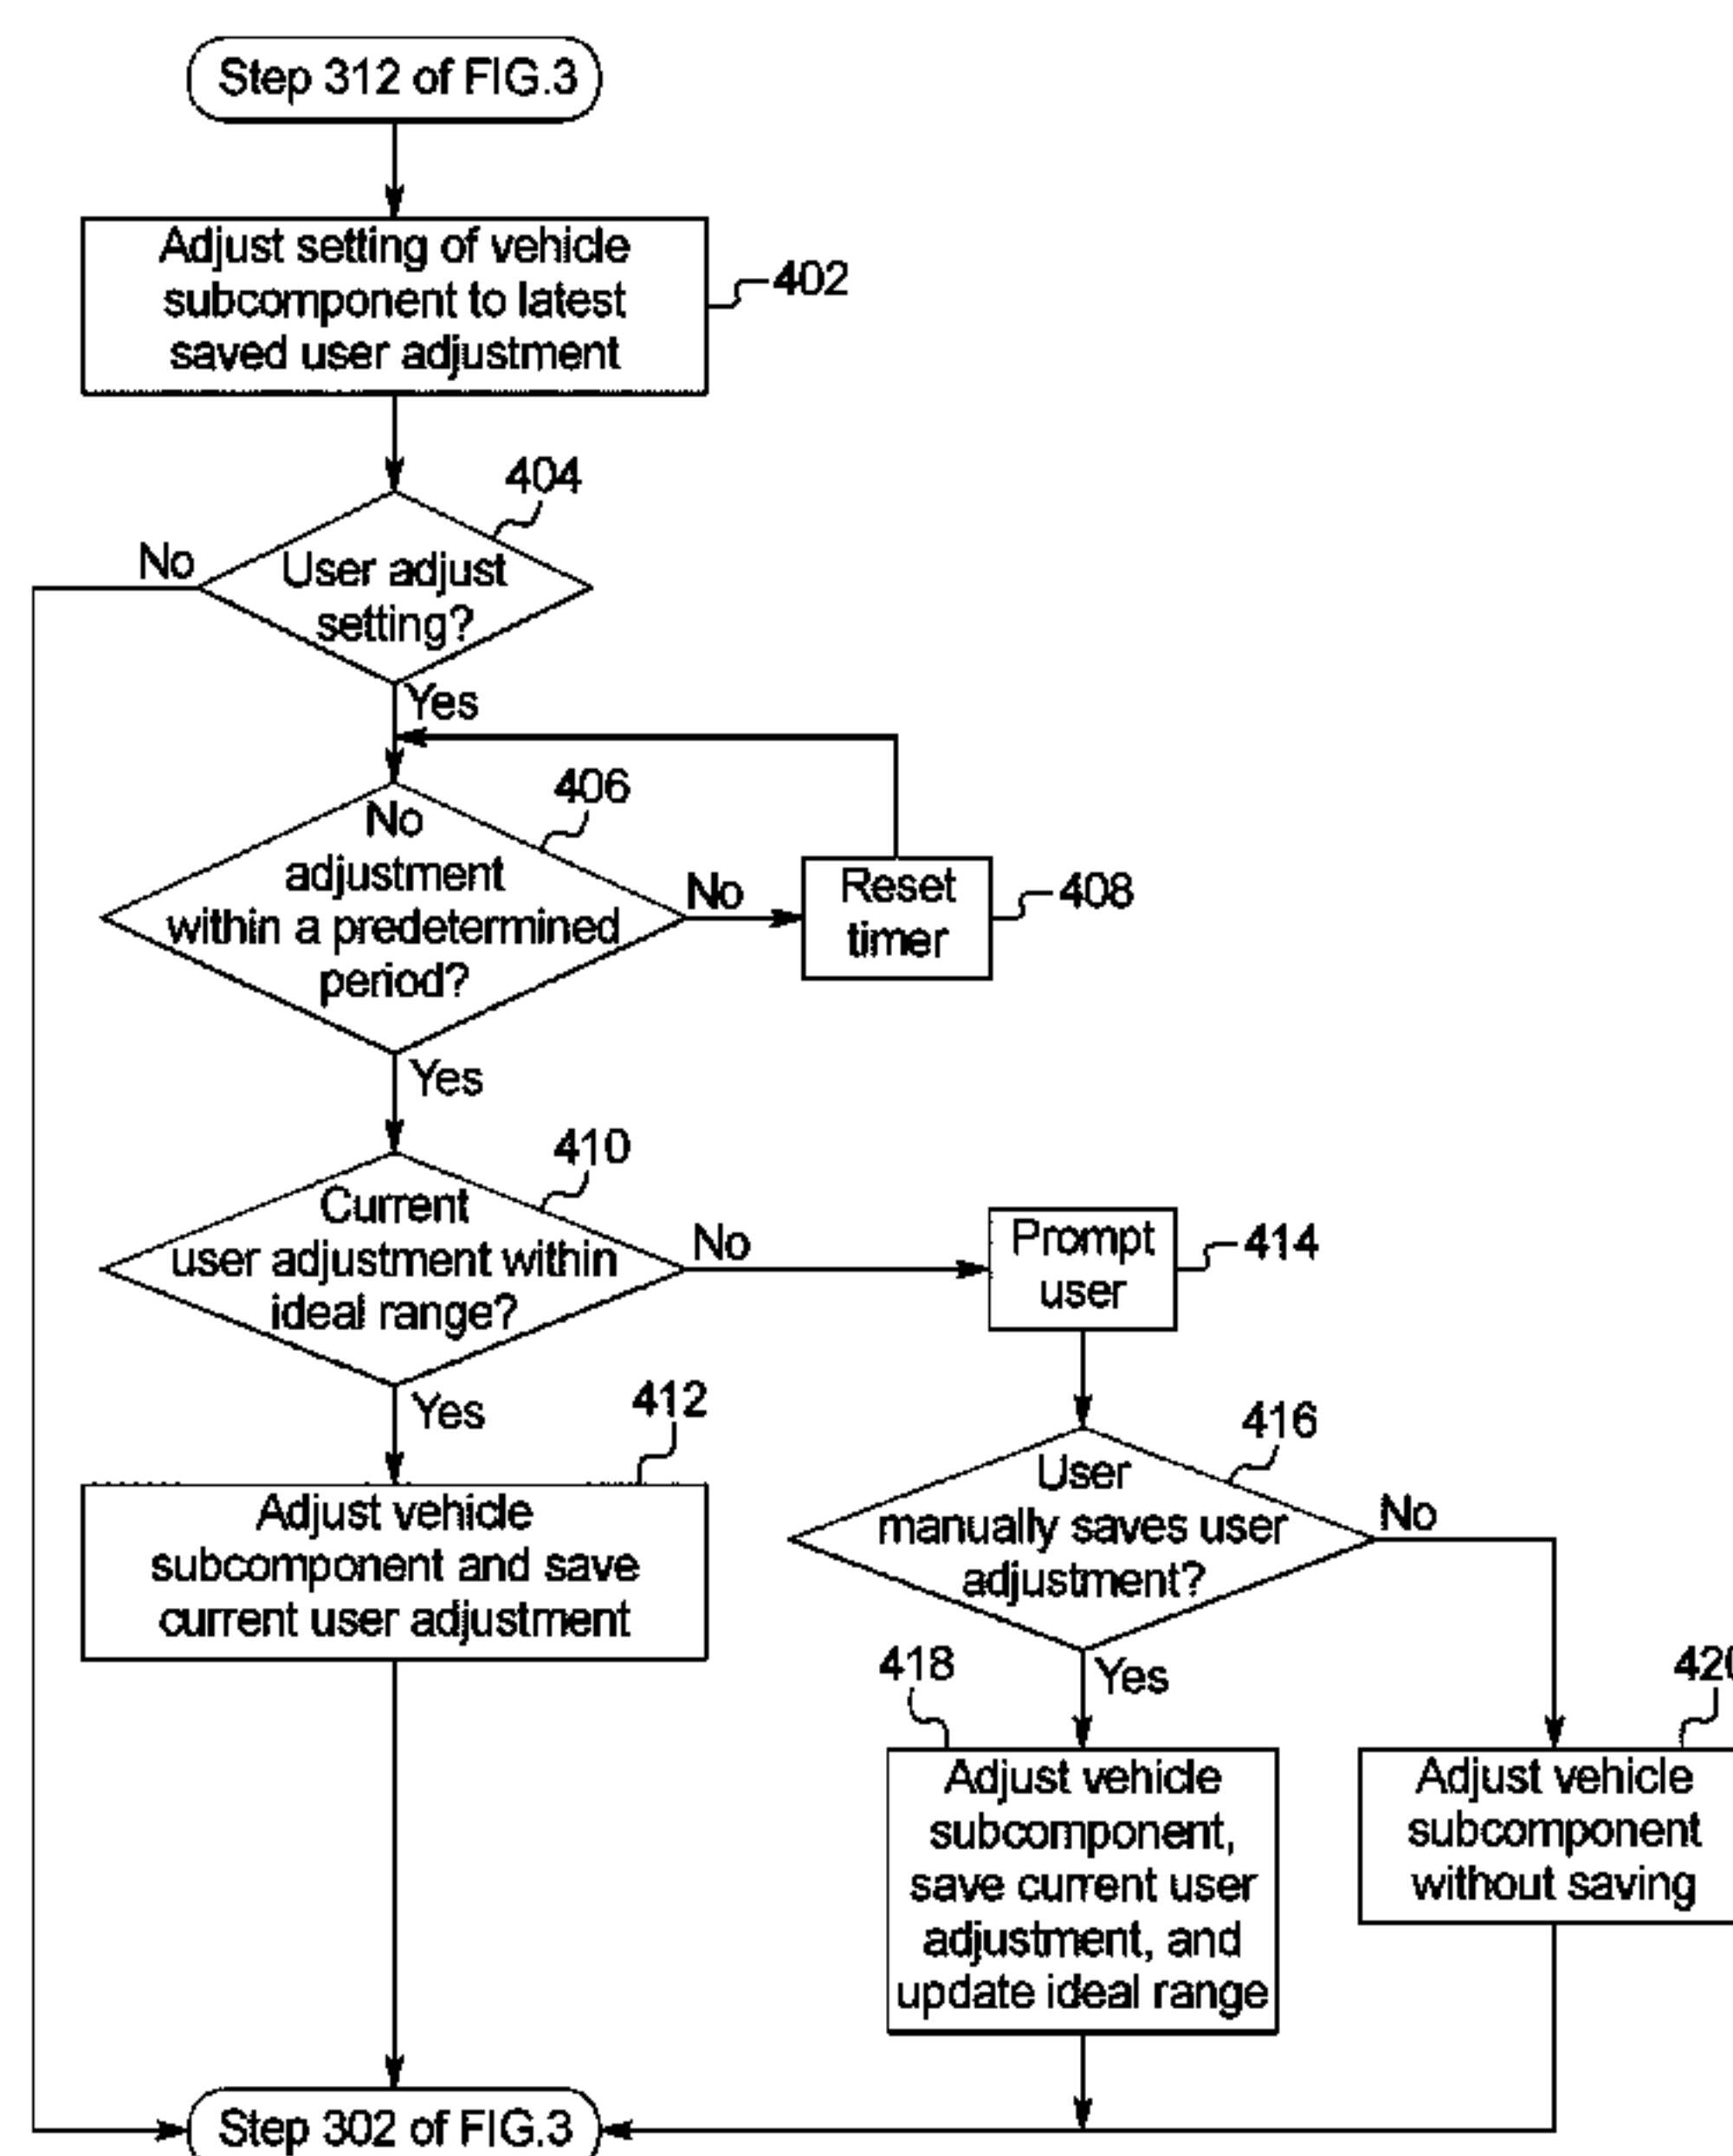 Step 312 of FIG.3
Adjust setting of vehicle
subcomponent to latest
saved user adjustment
402
404
No
User adjust
setting?
Yes
406
No
adjustment
within a predetermined
period?
No
Reset
timer
408
Yes
410
Current
user adjustment within
ideal range?
No
Prompt
user
414
Yes
412
416
User
manually saves user
adjustment?
No
Adjust vehicle
subcomponent and save
current user adjustment
418
Yes
420
Adjust vehicle
subcomponent,
save current user
adjustment, and
update ideal range
Adjust vehicle
subcomponent
without saving
Step 302 of FIG.3